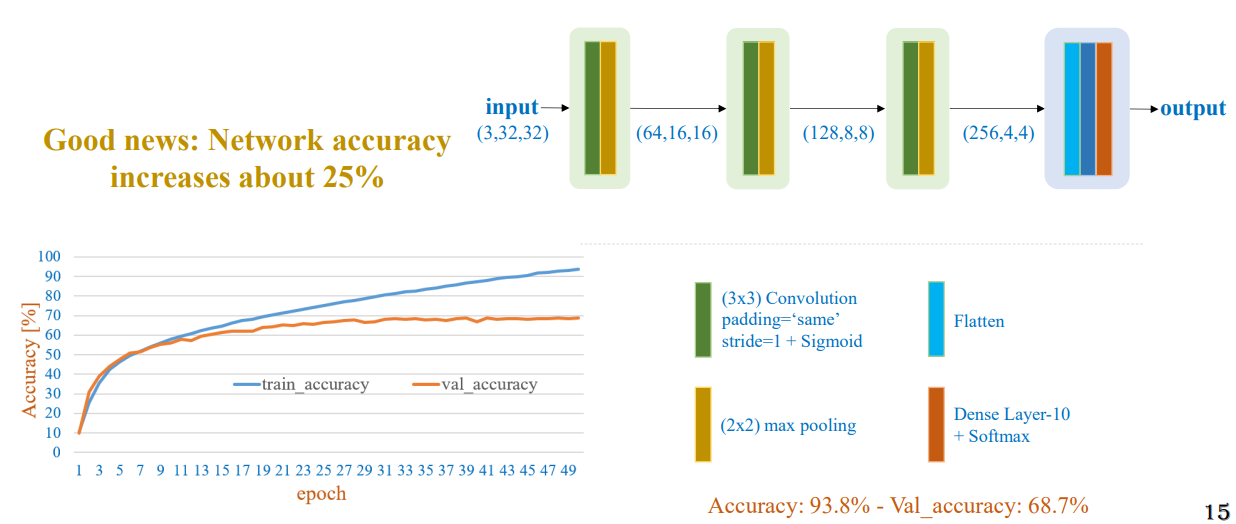 input
output
(3,32,32)
(64,16,16)
(128,8,8)
(256,4,4)
Good news: Network accuracy
increases about 25%
100
90
80
70
60
50
40
30
20
10
0
Accuracy [%]
train_accuracy
val_accuracy
1 3 5 7 9 11 13 15 17 19 21 23 25 27 29 31 33 35 37 39 41 43 45 47 49
epoch
(3x3) Convolution
padding=‘same’
stride=1 + Sigmoid
Flatten
(2x2) max pooling
Dense Layer-10
+ Softmax
Accuracy: 93.8% - Val_accuracy: 68.7%
15